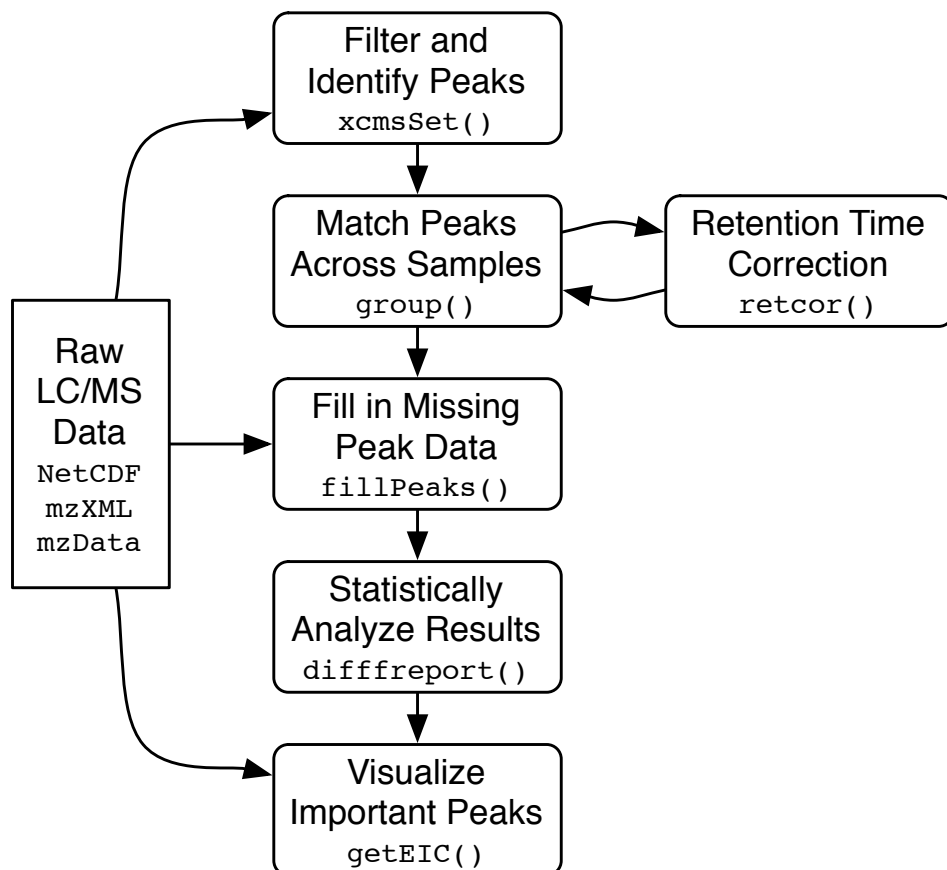 Filter and
Identify Peaks
xcmsSet()
Match Peaks
Across Samples
group()
Retention Time
Correction
retcor()
Raw
LC/MS
Data
NetCDF
mzXML
mzData
Fill in Missing
Peak Data
fillPeaks()
Statistically
Analyze Results
difffreport()
Visualize
Important Peaks
getEIC()